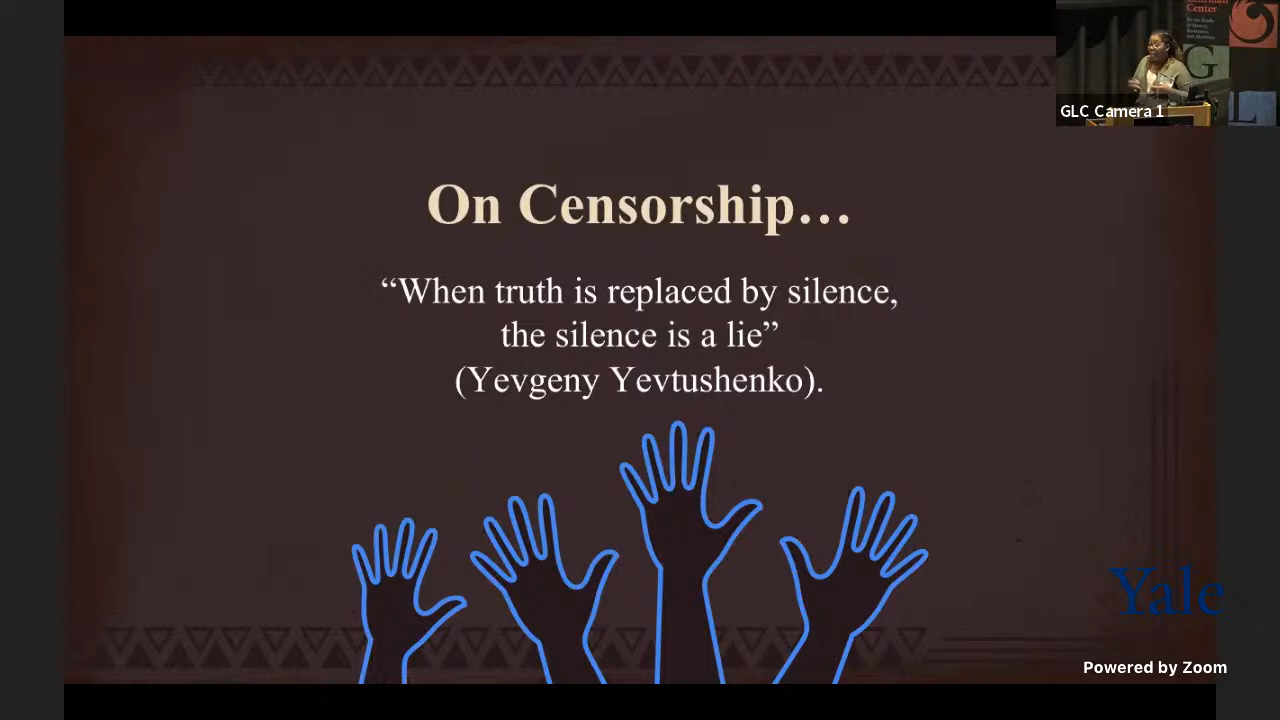 On Censorship…
“When truth is replaced by silence,
the silence is a lie”
(Yevgeny Yevtushenko).
Center
G
L
GLC Camera 1
Yale
Powered by Zoom